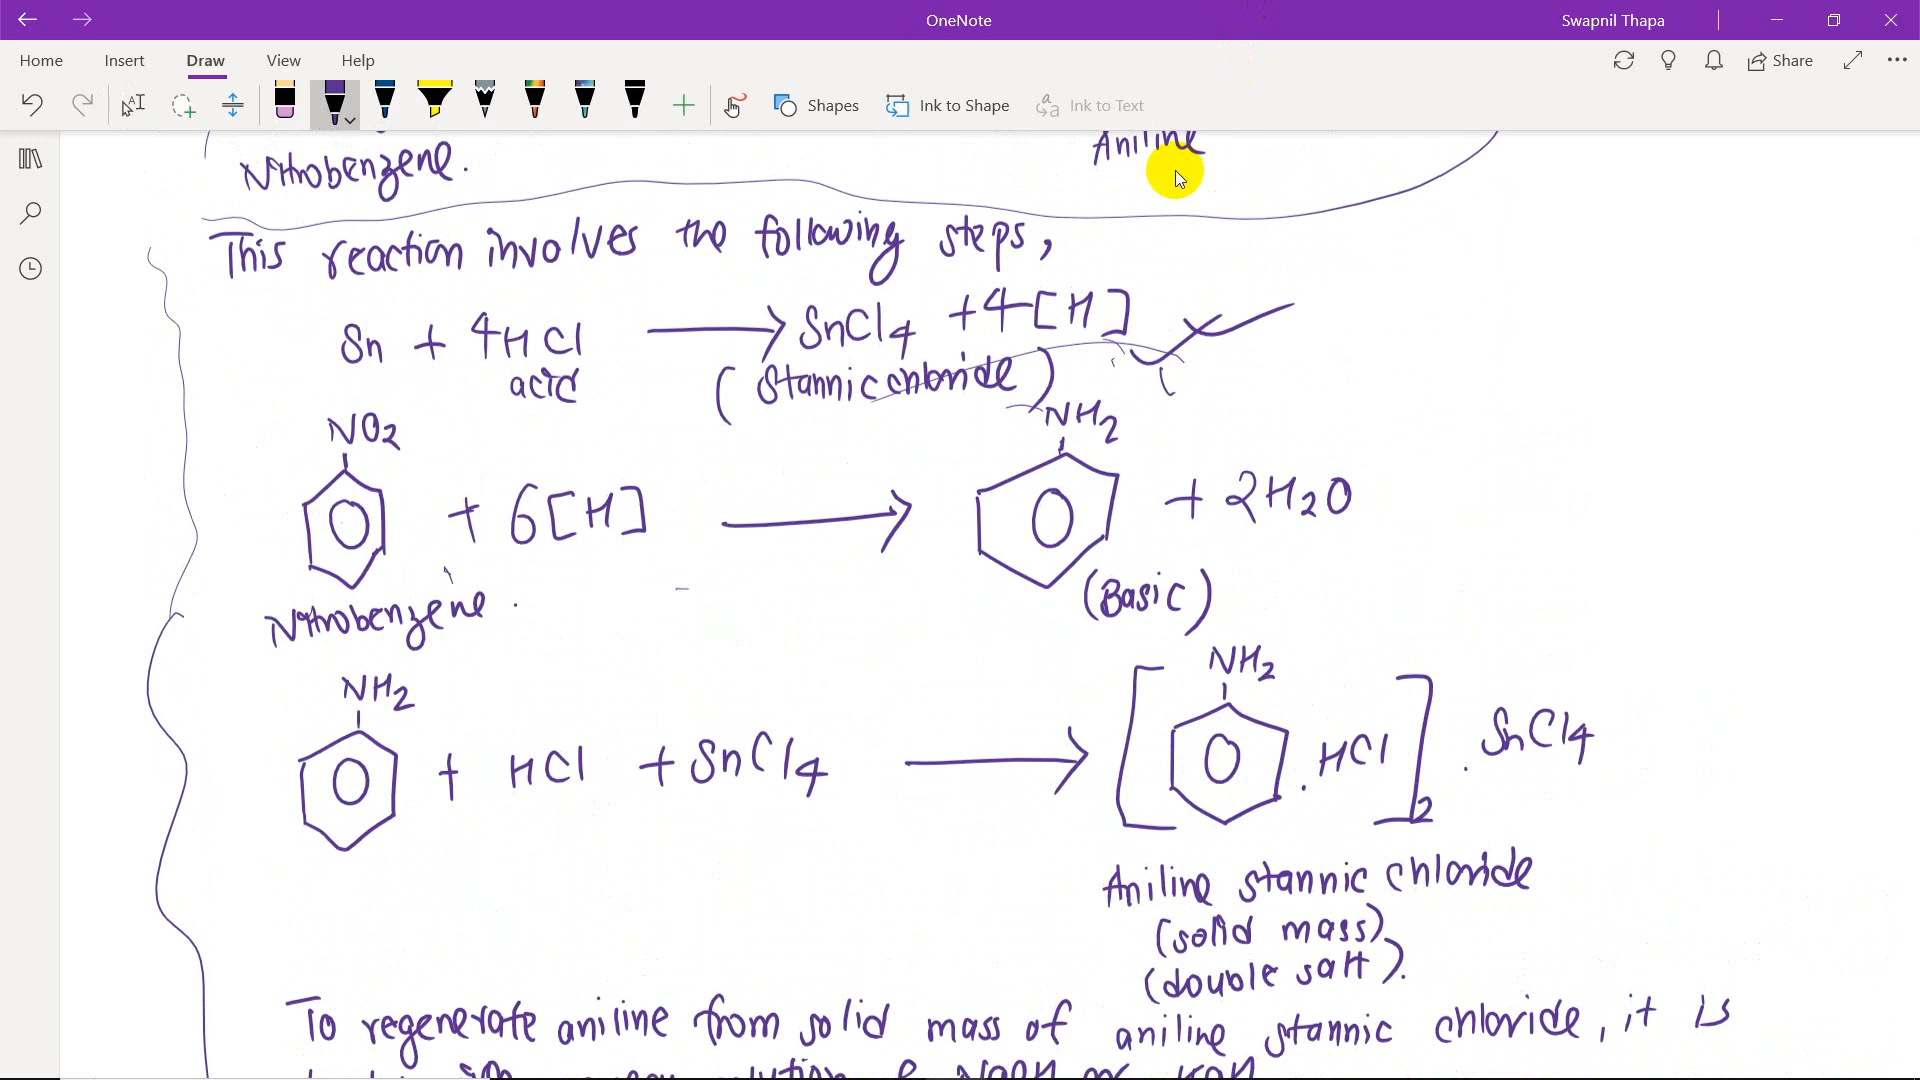 OneNote
Swapnil Thapa
Home Insert Draw View Help
Share
Shapes Ink to Shape Ink to Text
Aniline
Nitrobenzene.
This reaction involves the following steps,
Sn + 4HCl → SnCl4 + 4[H]
acid (Stannic chloride)
NO2 NH2
+ 6[H] → + 2H2O
Nitrobenzene. (Basic)
NH2 NH2
+ HCl + SnCl4 → [ . HCl ]2 . SnCl4
Aniline stannic chloride
(solid mass)
(double salt).
To regenerate aniline from solid mass of aniline stannic chloride, it is